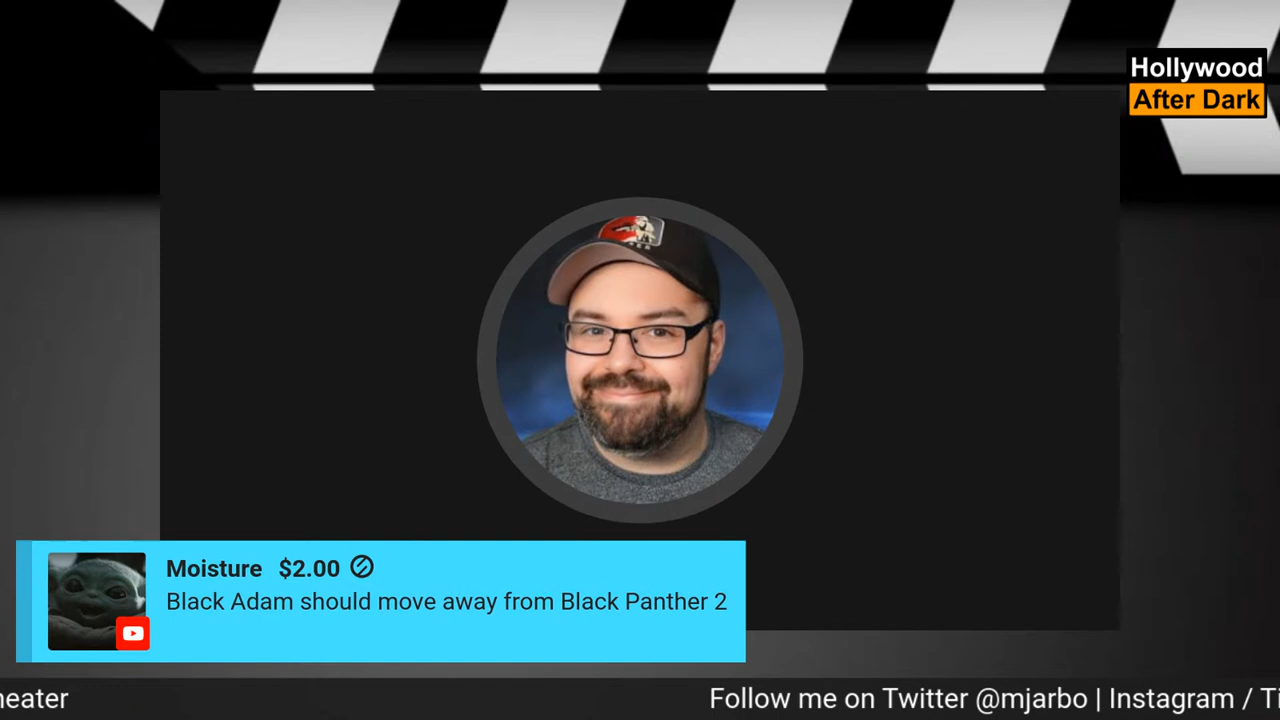 Hollywood
After Dark
Moisture $2.00
Black Adam should move away from Black Panther 2
heater Follow me on Twitter @mjarbo | Instagram / Ti